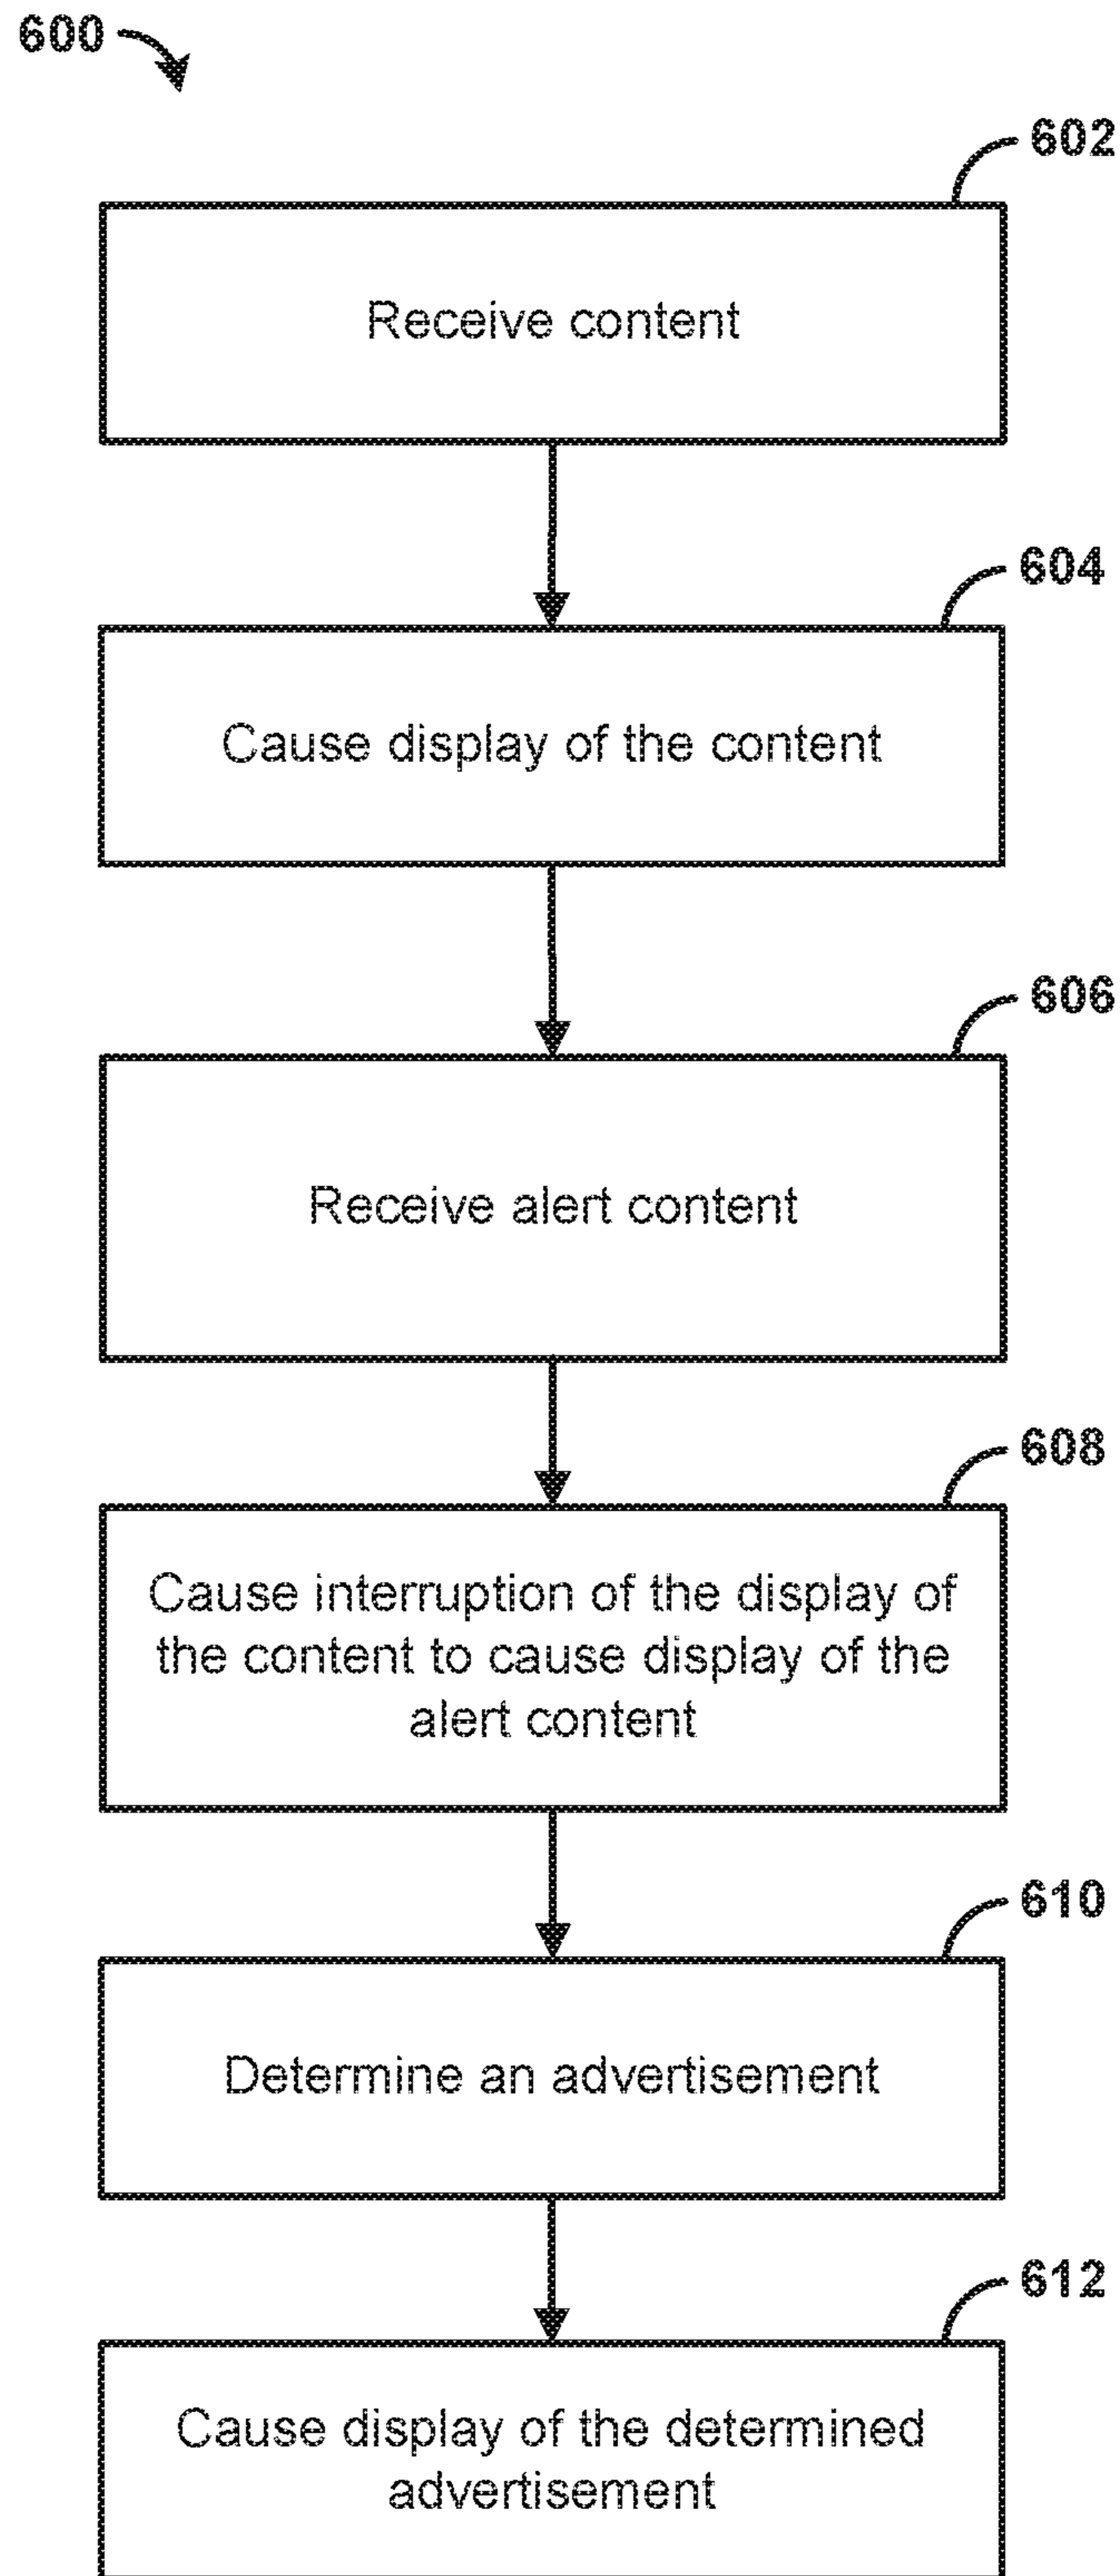 600
602
Receive content
604
Cause display of the content
606
Receive alert content
608
Cause interruption of the display of
the content to cause display of the
alert content
610
Determine an advertisement
612
Cause display of the determined
advertisement